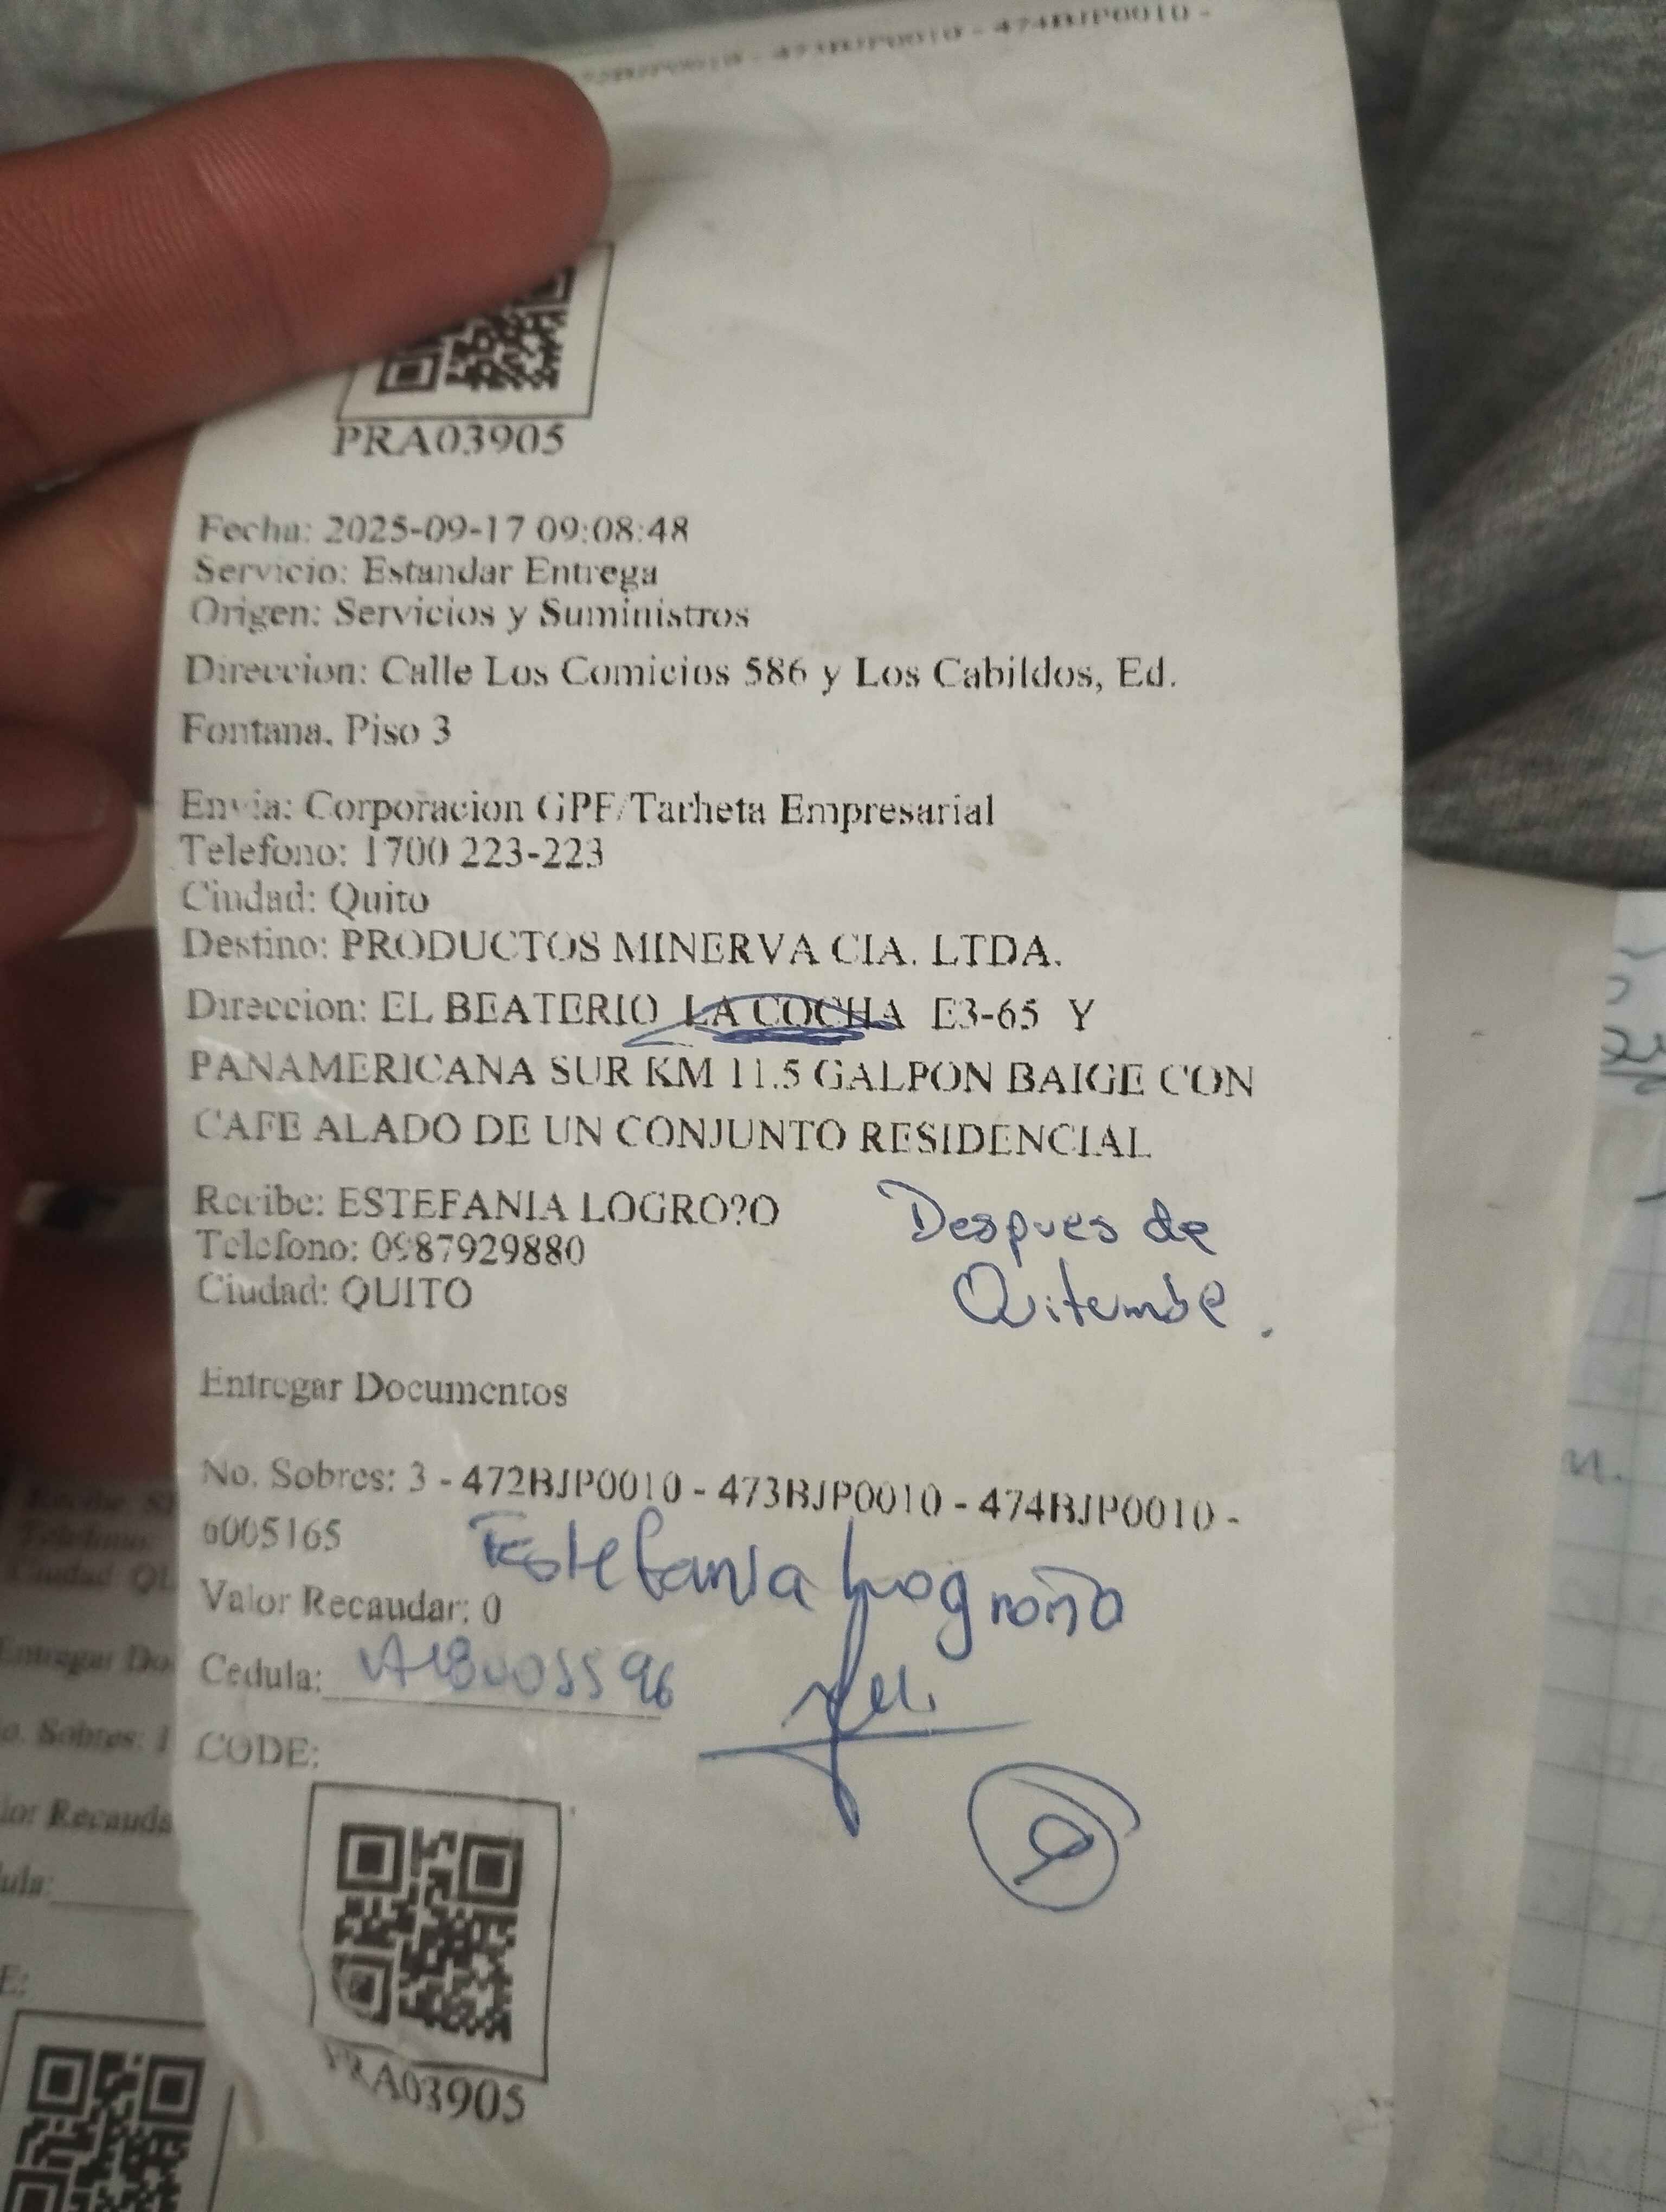 473BJP0010 - 474BJP0010 -
PRA03905
Fecha: 2025-09-17 09:08:48
Servicio: Estandar Entrega
Origen: Servicios y Suministros
Direccion: Calle Los Comicios 586 y Los Cabildos, Ed.
Fontana. Piso 3
Envia: Corporacion GPF/Tarheta Empresarial
Telefono: 1700 223-223
Ciudad: Quito
Destino: PRODUCTOS MINERVA CIA. LTDA.
Direccion: EL BEATERIO LA COCHA E3-65 Y
PANAMERICANA SUR KM 11.5 GALPON BAIGE CON
CAFE ALADO DE UN CONJUNTO RESIDENCIAL
Recibe: ESTEFANIA LOGRO?O
Telefono: 0987929880
Ciudad: QUITO
Despues de
Quitumbe.
Entregar Documentos
No. Sobres: 3 - 472BJP0010 - 473BJP0010 - 474BJP0010 -
6005165
Estefania Logroño
Valor Recaudar: 0
Cedula:
CODE:
9
PRA03905